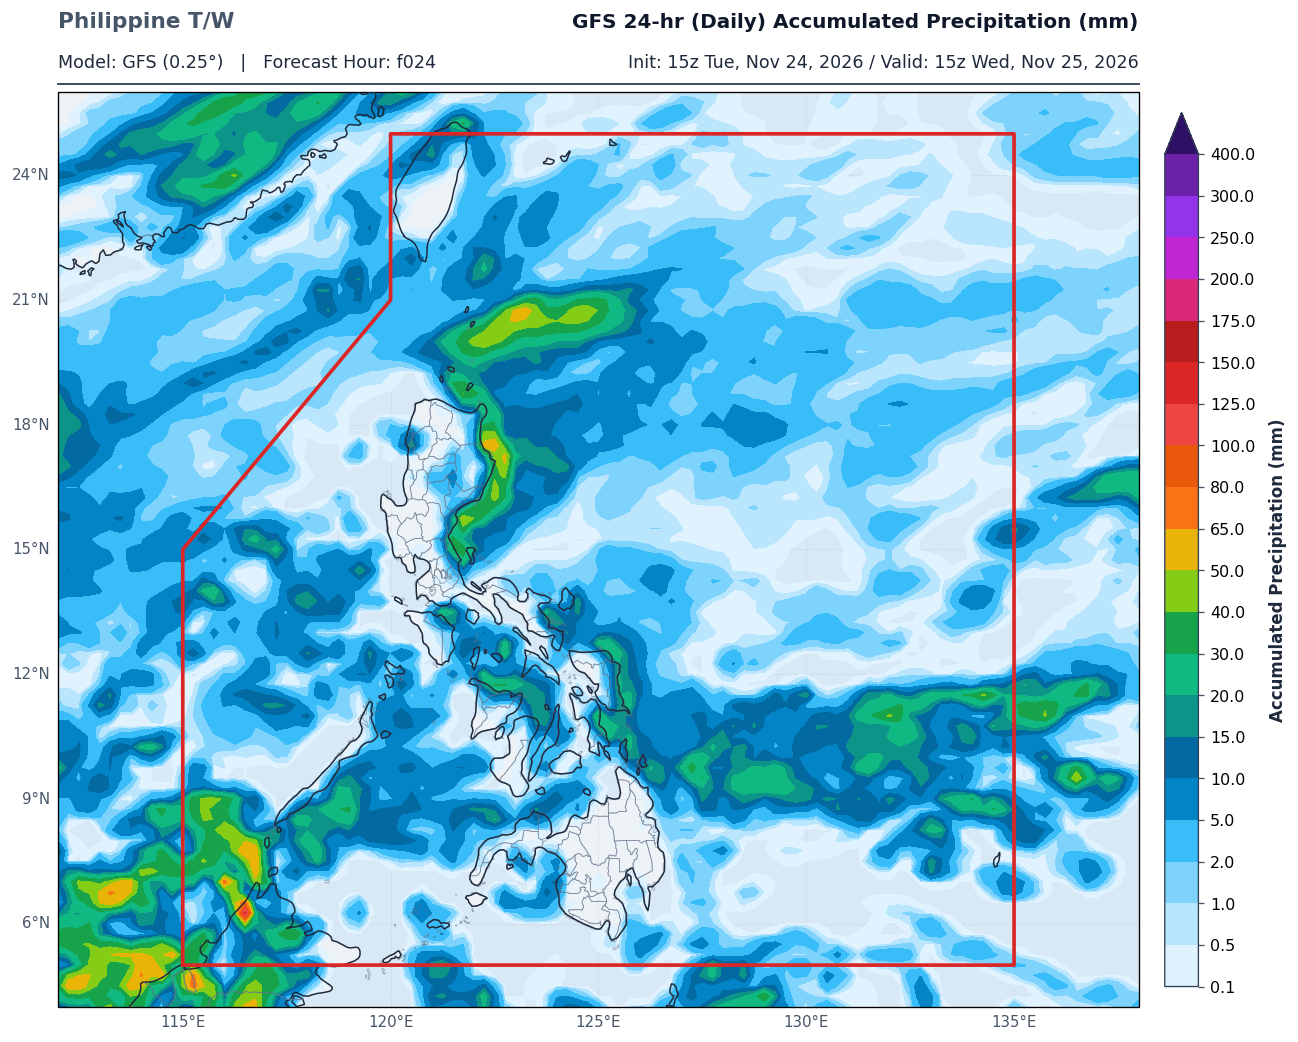 Philippine T/W
GFS 24-hr (Daily) Accumulated Precipitation (mm)
Model: GFS (0.25°) | Forecast Hour: f024
Init: 15z Tue, Nov 24, 2026 / Valid: 15z Wed, Nov 25, 2026
24°N
21°N
18°N
15°N
12°N
9°N
6°N
115°E
120°E
125°E
130°E
135°E
400.0
300.0
250.0
200.0
175.0
150.0
125.0
100.0
80.0
65.0
50.0
40.0
30.0
20.0
15.0
10.0
5.0
2.0
1.0
0.5
0.1
Accumulated Precipitation (mm)